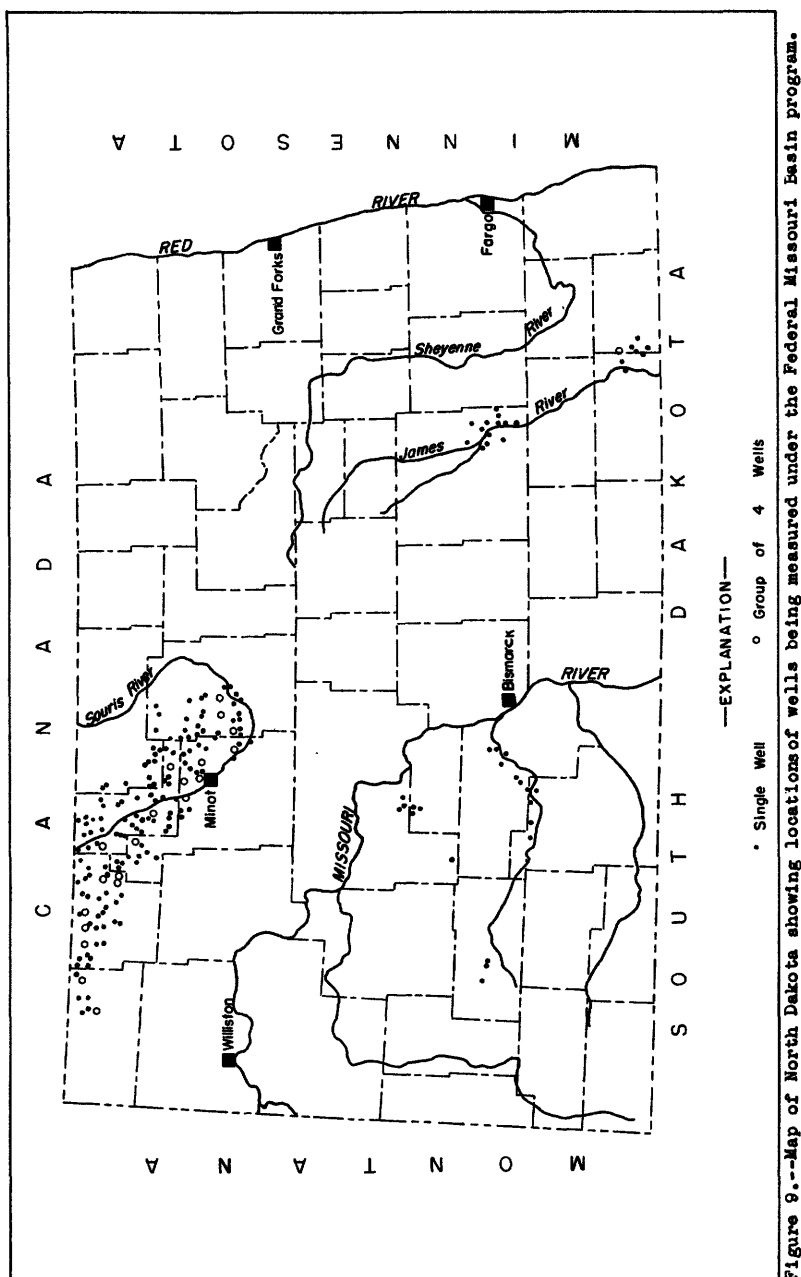 CANADA
MONTANA
MINNESOTA
SOUTH DAKOTA
Souris River
Minot
Williston
MISSOURI
RIVER
Bismarck
RED
RIVER
Grand Forks
Fargo
Sheyenne
River
James
River
—EXPLANATION—
• Single Well o Group of 4 Wells
Figure 9.--Map of North Dakota showing locations of wells being measured under the Federal Missouri Basin program.